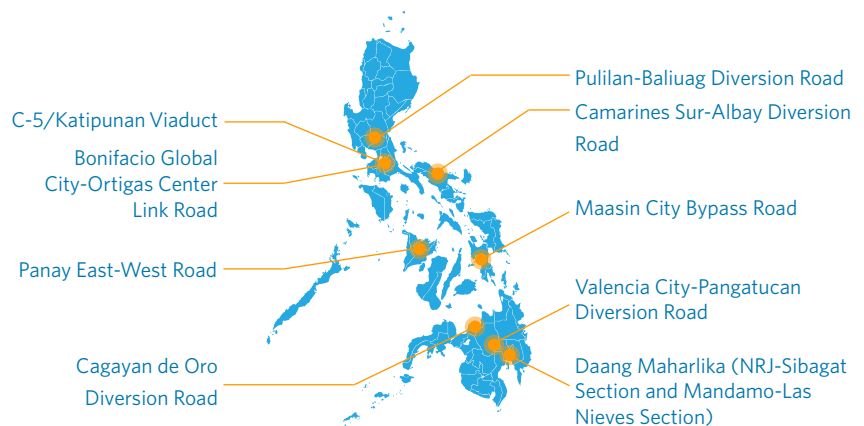 C-5/Katipunan Viaduct
Bonifacio Global
City-Ortigas Center
Link Road
Panay East-West Road
Cagayan de Oro
Diversion Road
Pulilan-Baliuag Diversion Road
Camarines Sur-Albay Diversion
Road
Maasin City Bypass Road
Valencia City-Pangatucan
Diversion Road
Daang Maharlika (NRJ-Sibagat
Section and Mandamo-Las
Nieves Section)